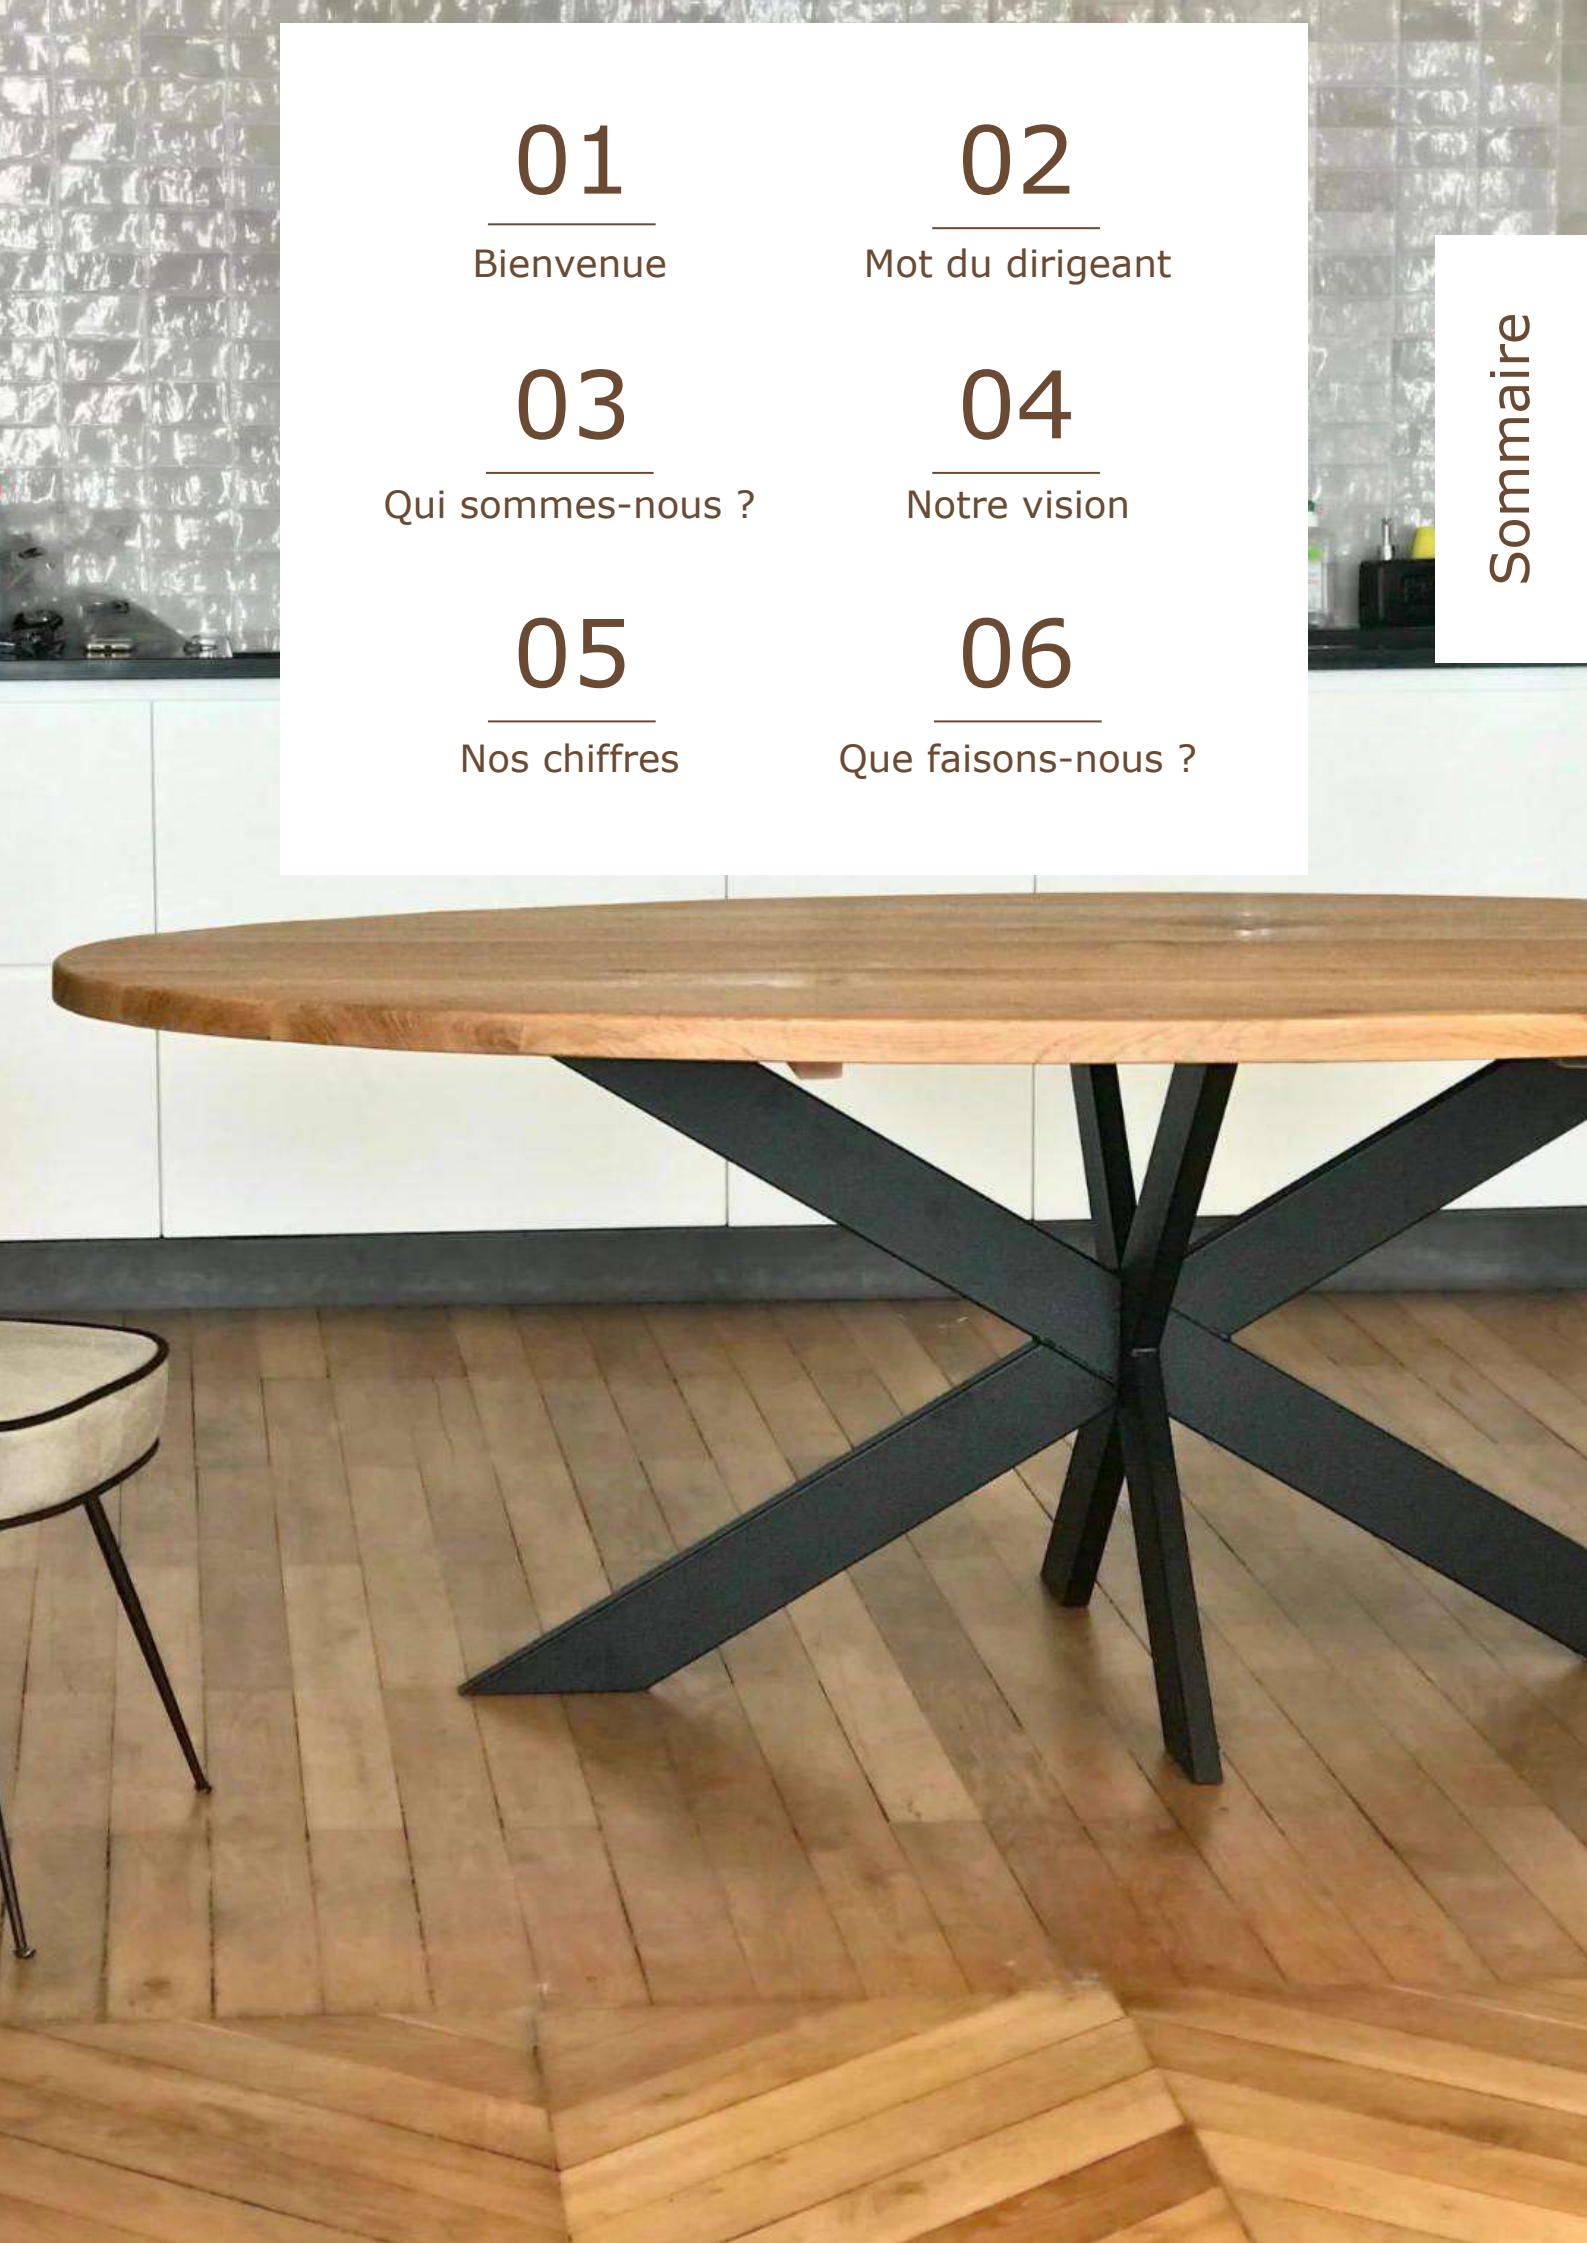 01
02
Bienvenue
Mot du dirigeant
03
04
Qui sommes-nous ?
Notre vision
05
06
Nos chiffres
Que faisons-nous ?
Sommaire